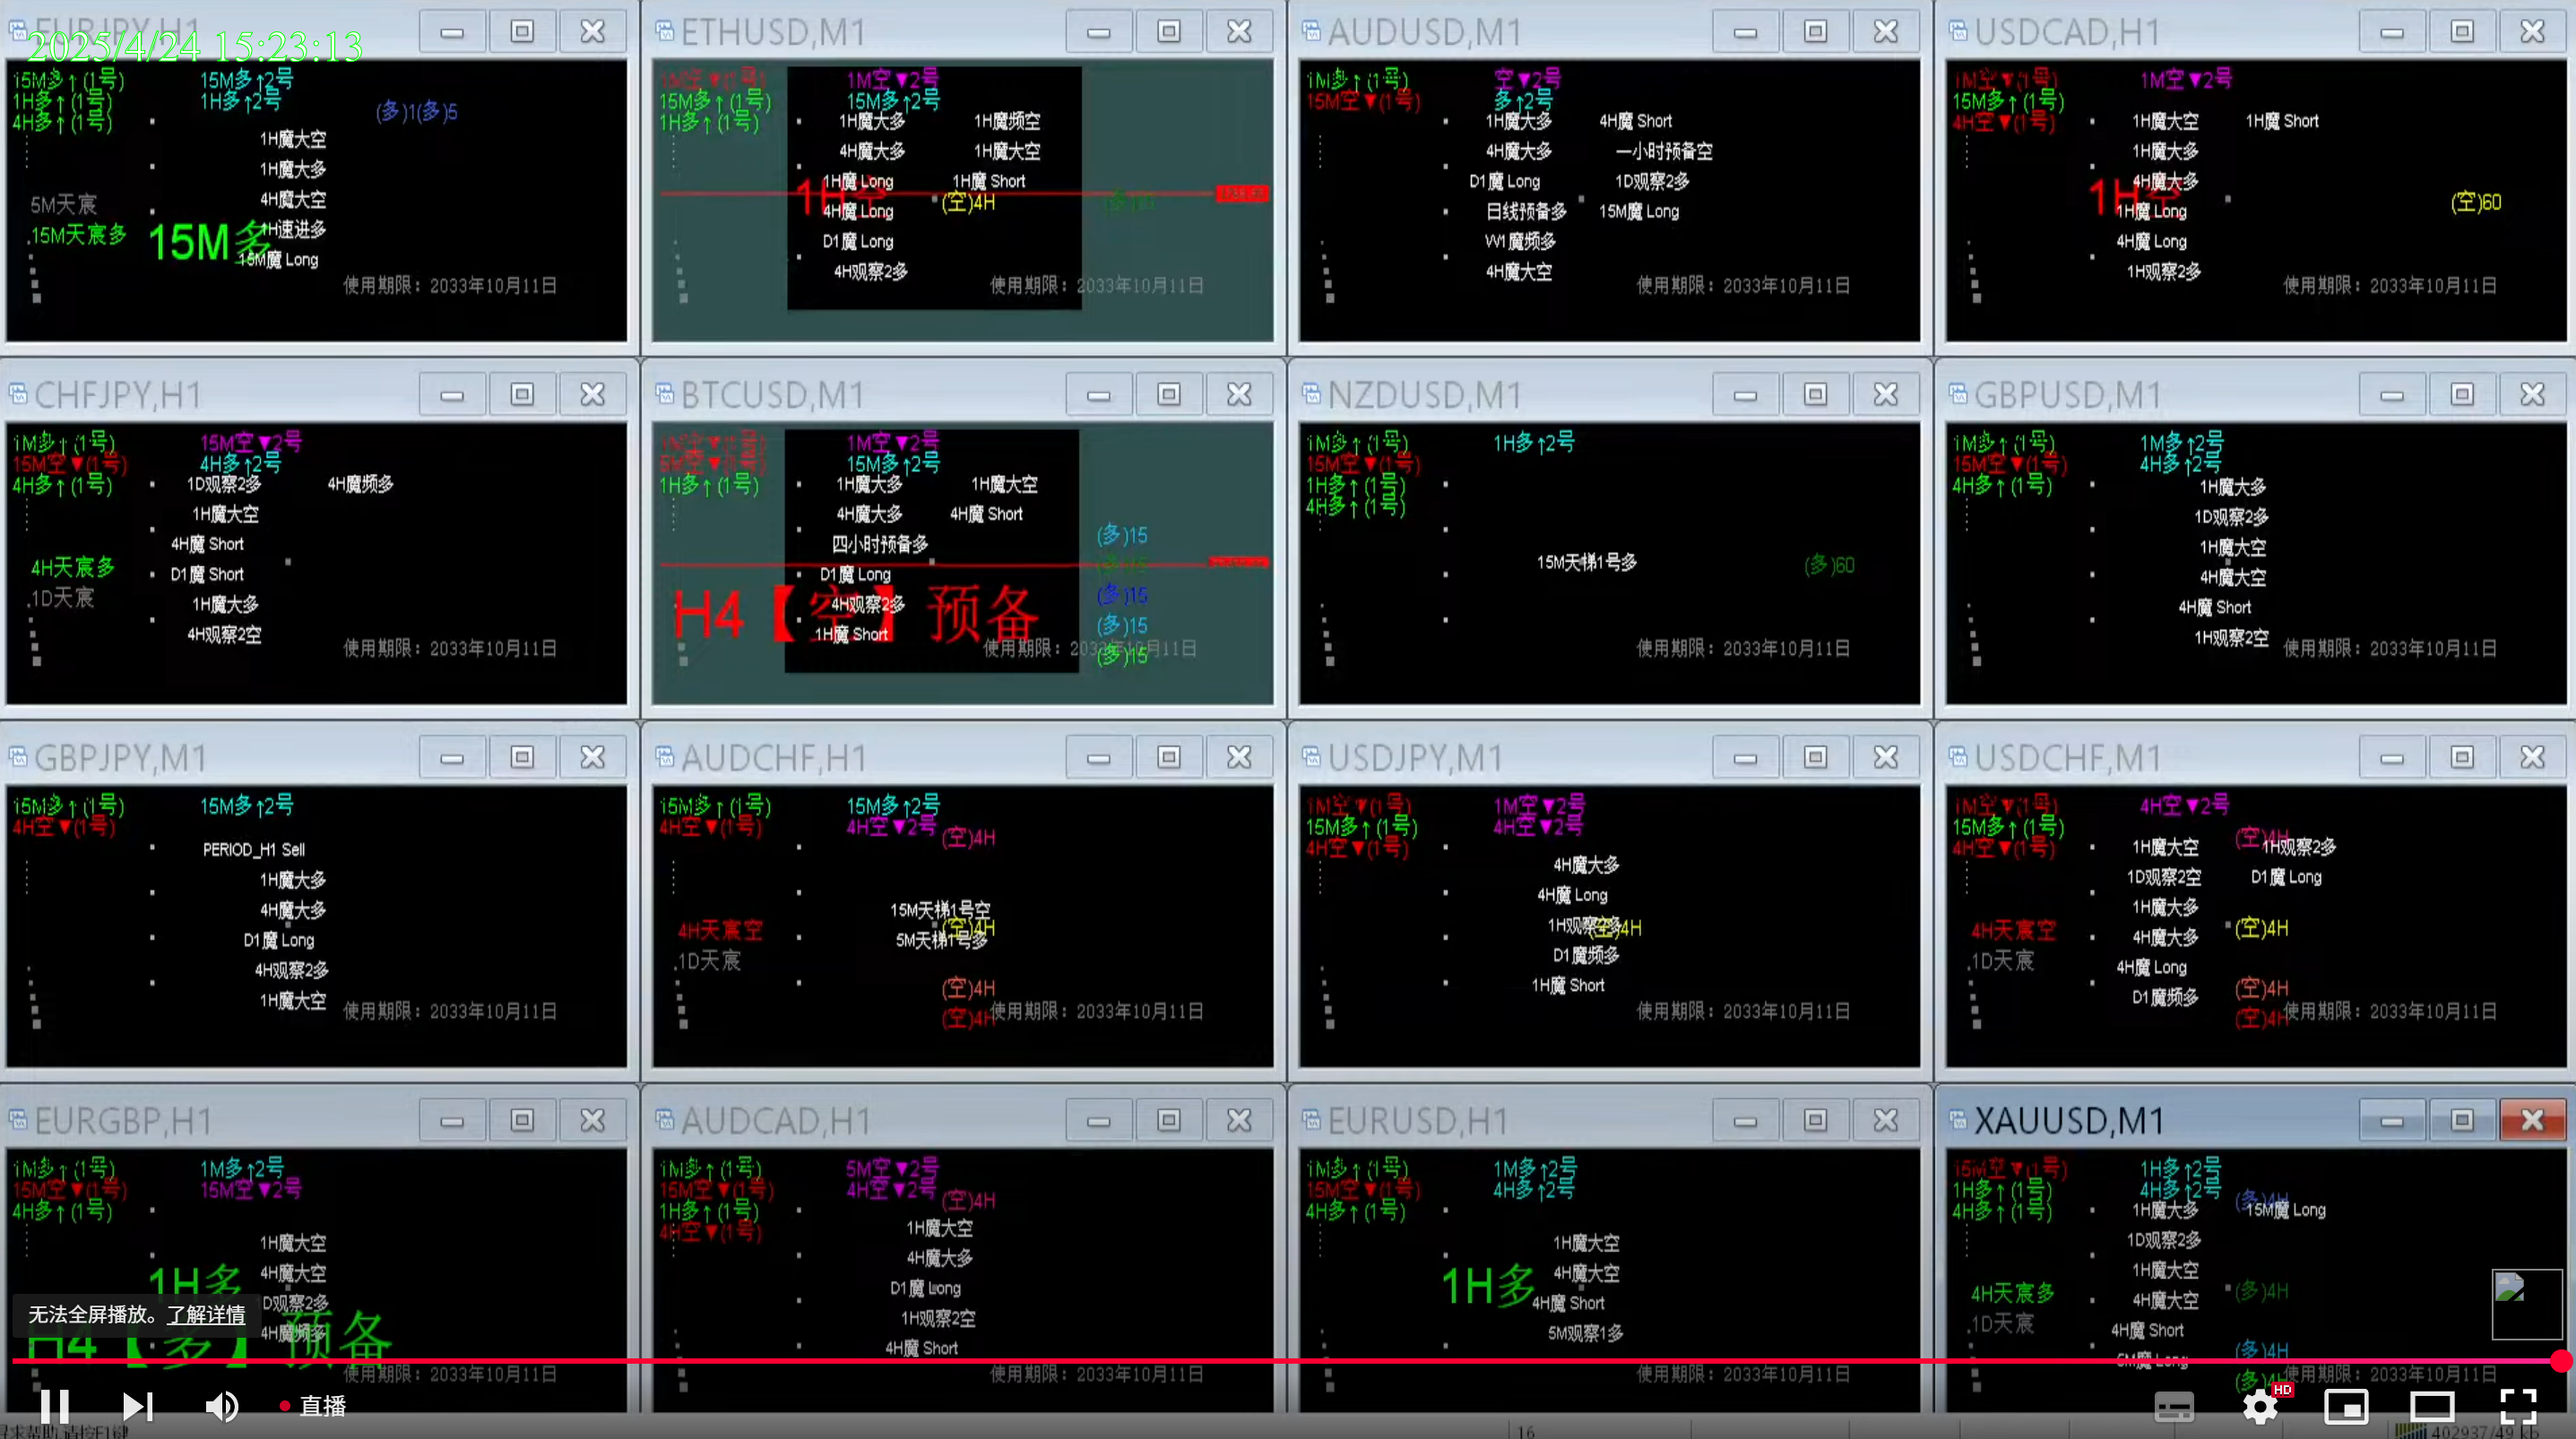 EURJPY,H1
2025/4/24 15:23:13
15M多↑(1号) 15M多↑2号
1H多↑(1号) 1H多↑2号
4H多↑(1号) (多)1(多)5
1H魔大空
1H魔大多
4H魔大空
5M天宸
1H速进多
15M天宸多 15M多
15M魔 Long
使用期限：2033年10月11日
ETHUSD,M1
1M空▼2号
15M多↑(1号) 15M多↑2号
1H多↑(1号) 1H魔大多 1H魔频空
4H魔大多 1H魔大空
1H魔 Long 1H魔 Short
1H空 (空)4H
4H魔 Long
D1魔 Long
4H观察2多
使用期限：2033年10月11日
AUDUSD,M1
1M多↑(1号) 空▼2号
15M空▼(1号) 多↑2号
1H魔大多 4H魔 Short
4H魔大多 一小时预备空
D1魔 Long 1D观察2多
日线预备多 15M魔 Long
W1魔频多
4H魔大空
使用期限：2033年10月11日
USDCAD,H1
1M空▼(1号) 1M空▼2号
15M多↑(1号)
4H空▼(1号) 1H魔大空 1H魔 Short
1H魔大多
4H魔大多
1H空 (空)60
1H魔 Long
4H魔 Long
1H观察2多
使用期限：2033年10月11日
CHFJPY,H1
1M多↑(1号) 15M空▼2号
15M空▼(1号) 4H多↑2号
4H多↑(1号) 1D观察2多 4H魔频多
1H魔大空
4H魔 Short
4H天宸多 D1魔 Short
.1D天宸 1H魔大多
4H观察2空
使用期限：2033年10月11日
BTCUSD,M1
1M空▼2号
15M多↑2号
1H多↑(1号) 1H魔大多 1H魔大空
4H魔大多 4H魔 Short
(多)15
四小时预备多
D1魔 Long
4H观察2多 (多)15
H4【空】预备 (多)15
1H魔 Short
(多)15
使用期限：2033年10月11日
NZDUSD,M1
1M多↑(1号) 1H多↑2号
15M空▼(1号)
1H多↑(1号)
4H多↑(1号)
15M天梯1号多 (多)60
使用期限：2033年10月11日
GBPUSD,M1
1M多↑(1号) 1M多↑2号
15M空▼(1号) 4H多↑2号
4H多↑(1号) 1H魔大多
1D观察2多
1H魔大空
4H魔大空
4H魔 Short
1H观察2空
使用期限：2033年10月11日
GBPJPY,M1
15M多↑(1号) 15M多↑2号
4H空▼(1号)
PERIOD_H1 Sell
1H魔大多
4H魔大多
D1魔 Long
4H观察2多
1H魔大空
使用期限：2033年10月11日
AUDCHF,H1
15M多↑(1号) 15M多↑2号
4H空▼(1号) 4H空▼2号 (空)4H
15M天梯1号空
4H天宸空 (空)4H
5M天梯1号多
.1D天宸
(空)4H
(空)4H
使用期限：2033年10月11日
USDJPY,M1
1M空▼(1号) 1M空▼2号
15M多↑(1号) 4H空▼2号
4H空▼(1号)
4H魔大多
4H魔 Long
1H观察2多 (空)4H
D1魔频多
1H魔 Short
使用期限：2033年10月11日
USDCHF,M1
1M空▼(1号) 4H空▼2号
15M多↑(1号) (空)4H
4H空▼(1号) 1H魔大空 1H观察2多
1D观察2空 D1魔 Long
1H魔大多
4H天宸空 4H魔大多 (空)4H
.1D天宸 4H魔 Long
D1魔频多 (空)4H
(空)4H
使用期限：2033年10月11日
EURGBP,H1
1M多↑(1号) 1M多↑2号
15M空▼(1号) 15M空▼2号
4H多↑(1号)
1H魔大空
1H多 4H魔大空
1D观察2多
4H魔频多
H4【多】预备
使用期限：2033年10月11日
AUDCAD,H1
1M多↑(1号) 5M空▼2号
15M空▼(1号) 4H空▼2号 (空)4H
1H多↑(1号)
4H空▼(1号) 1H魔大空
4H魔大多
D1魔 Long
1H观察2空
4H魔 Short
使用期限：2033年10月11日
EURUSD,H1
1M多↑(1号) 1M多↑2号
15M空▼(1号) 4H多↑2号
4H多↑(1号)
1H魔大空
1H多 4H魔大空
4H魔 Short
5M观察1多
使用期限：2033年10月11日
XAUUSD,M1
15M空▼(1号) 1H多↑2号
1H多↑(1号) 4H多↑2号 (多)4H
4H多↑(1号) 1H魔大多 15M魔 Long
1D观察2多
1H魔大空
4H天宸多 4H魔大空 (多)4H
.1D天宸 4H魔 Short
5M魔 Long (多)4H
(多)4H
使用期限：2033年10月11日
无法全屏播放。了解详情
直播
HD
16
402937/49 kb